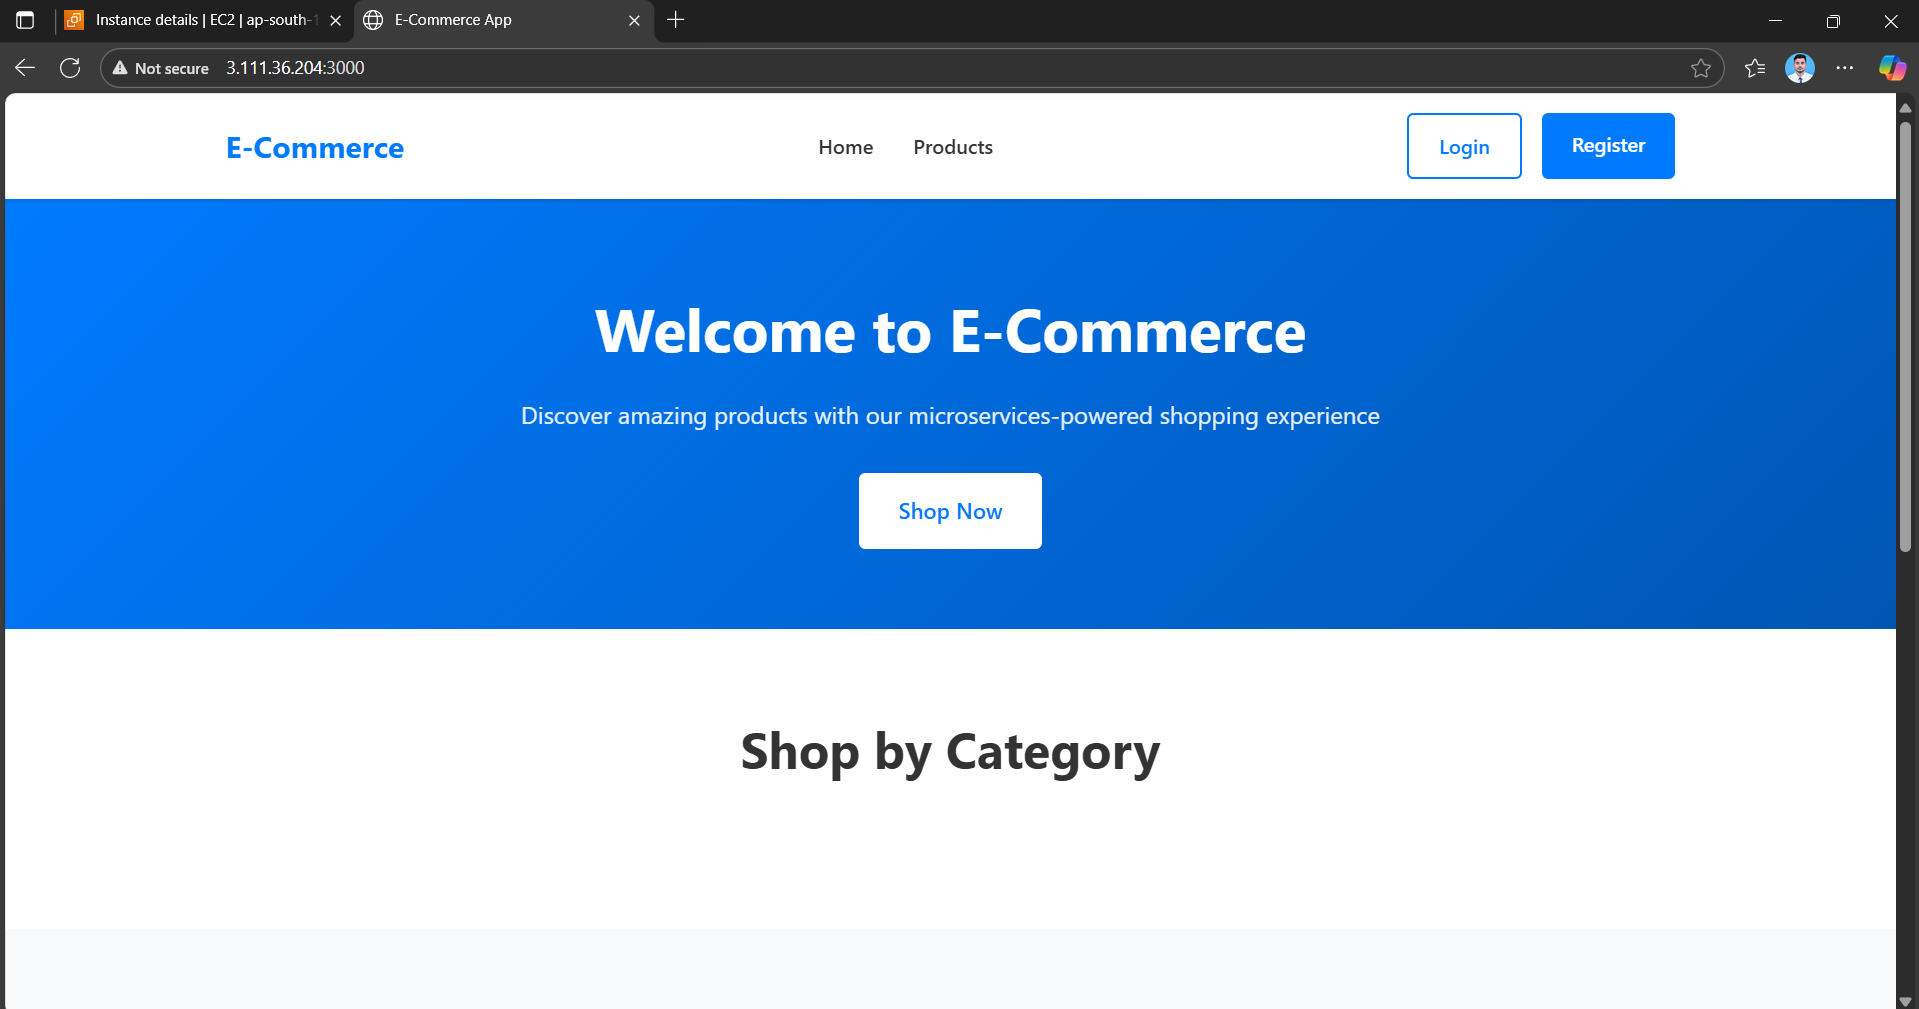 Instance details | EC2 | ap-south-1
E-Commerce App
Not secure
3.111.36.204:3000
E-Commerce
Home
Products
Login
Register
Welcome to E-Commerce
Discover amazing products with our microservices-powered shopping experience
Shop Now
Shop by Category